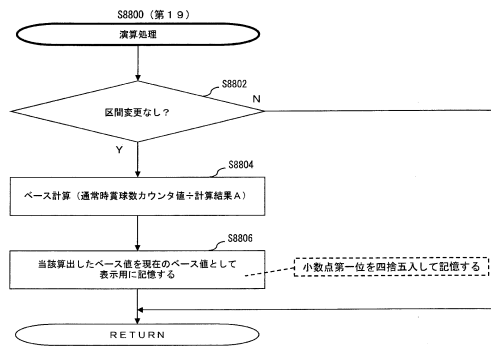 S8800（第１９）
演算処理
S8802
区間変更なし？
N
Y
S8804
ベース計算（通常時賞球数カウンタ値÷計算結果Ａ）
S8806
当該算出したベース値を現在のベース値として
表示用に記憶する
小数点第一位を四捨五入して記憶する
ＲＥＴＵＲＮ